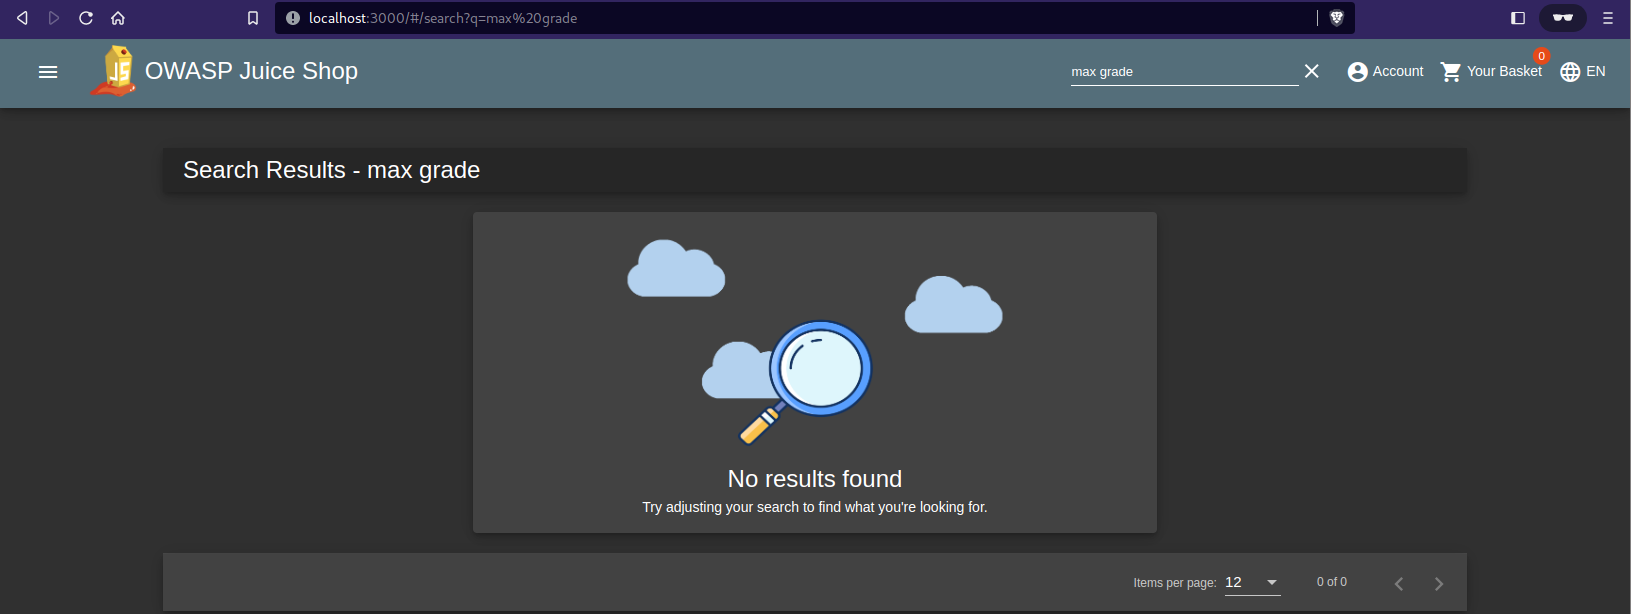 localhost:3000/#/search?q=max%20grade
JS
OWASP Juice Shop
max grade
Account
Your Basket
0
EN
Search Results - max grade
No results found
Try adjusting your search to find what you're looking for.
Items per page: 12
0 of 0